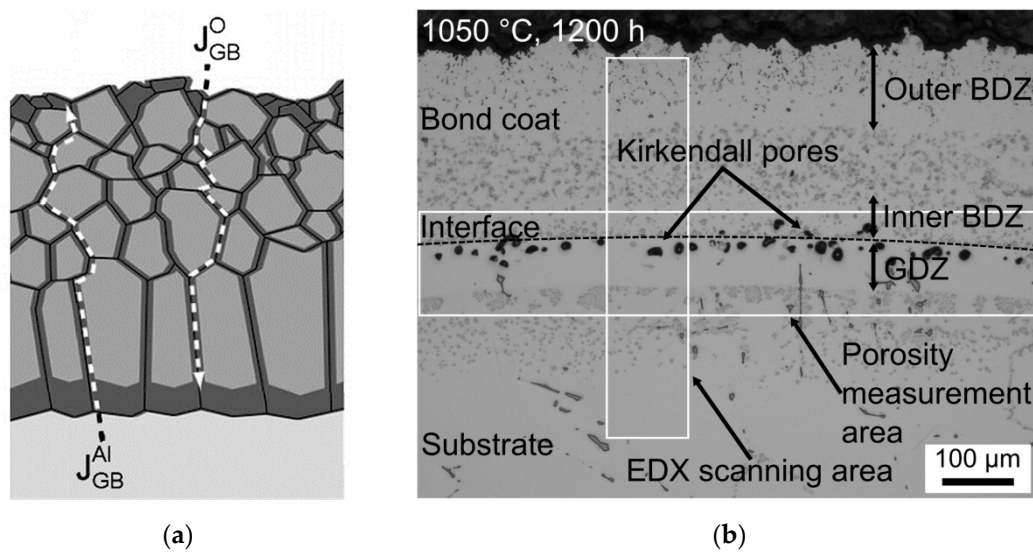 J^O_GB
J^Al_GB
(a)
1050 °C, 1200 h
Outer BDZ
Bond coat
Kirkendall pores
Inner BDZ
Interface
GDZ
Porosity
measurement
area
Substrate
EDX scanning area
100 µm
(b)